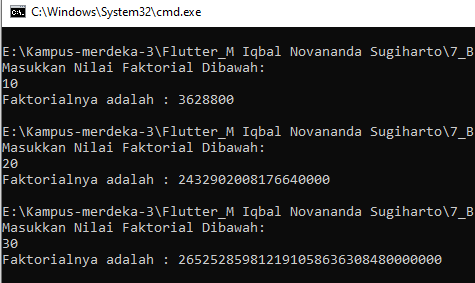 C:\Windows\System32\cmd.exe
E:\Kampus-merdeka-3\Flutter_M Iqbal Novananda Sugiharto\7_B
Masukkan Nilai Faktorial Dibawah:
10
Faktorialnya adalah : 3628800
E:\Kampus-merdeka-3\Flutter_M Iqbal Novananda Sugiharto\7_B
Masukkan Nilai Faktorial Dibawah:
20
Faktorialnya adalah : 2432902008176640000
E:\Kampus-merdeka-3\Flutter_M Iqbal Novananda Sugiharto\7_B
Masukkan Nilai Faktorial Dibawah:
30
Faktorialnya adalah : 265252859812191058636308480000000